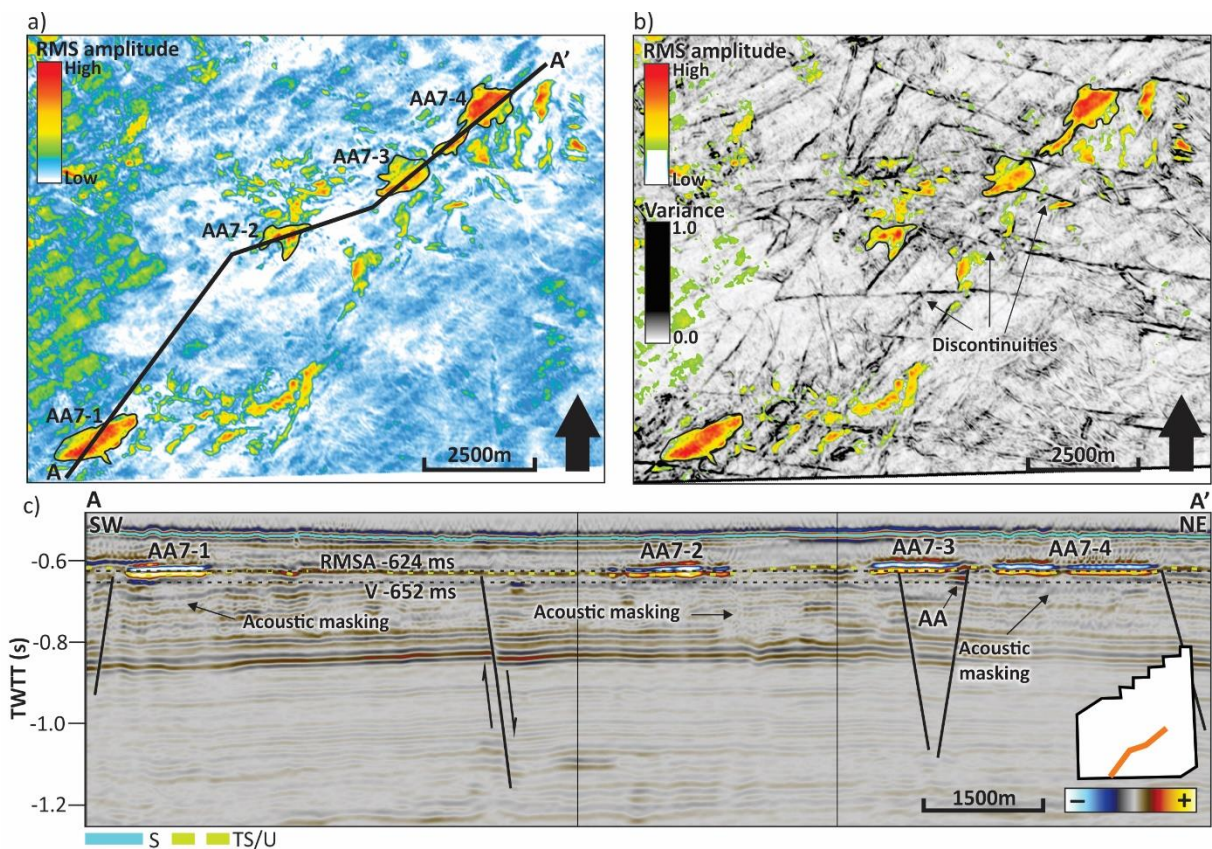 a)
RMS amplitude
High
Low
A'
AA7-4
AA7-3
AA7-2
AA7-1
A
2500m
b)
RMS amplitude
High
Low
Variance
1.0
0.0
Discontinuities
2500m
c)
A
A'
SW
NE
AA7-1
AA7-2
AA7-3
AA7-4
RMSA -624 ms
V -652 ms
Acoustic masking
Acoustic masking
AA
Acoustic
masking
TWTT (s)
-0.6
-0.8
-1.0
-1.2
1500m
- +
S
TS/U